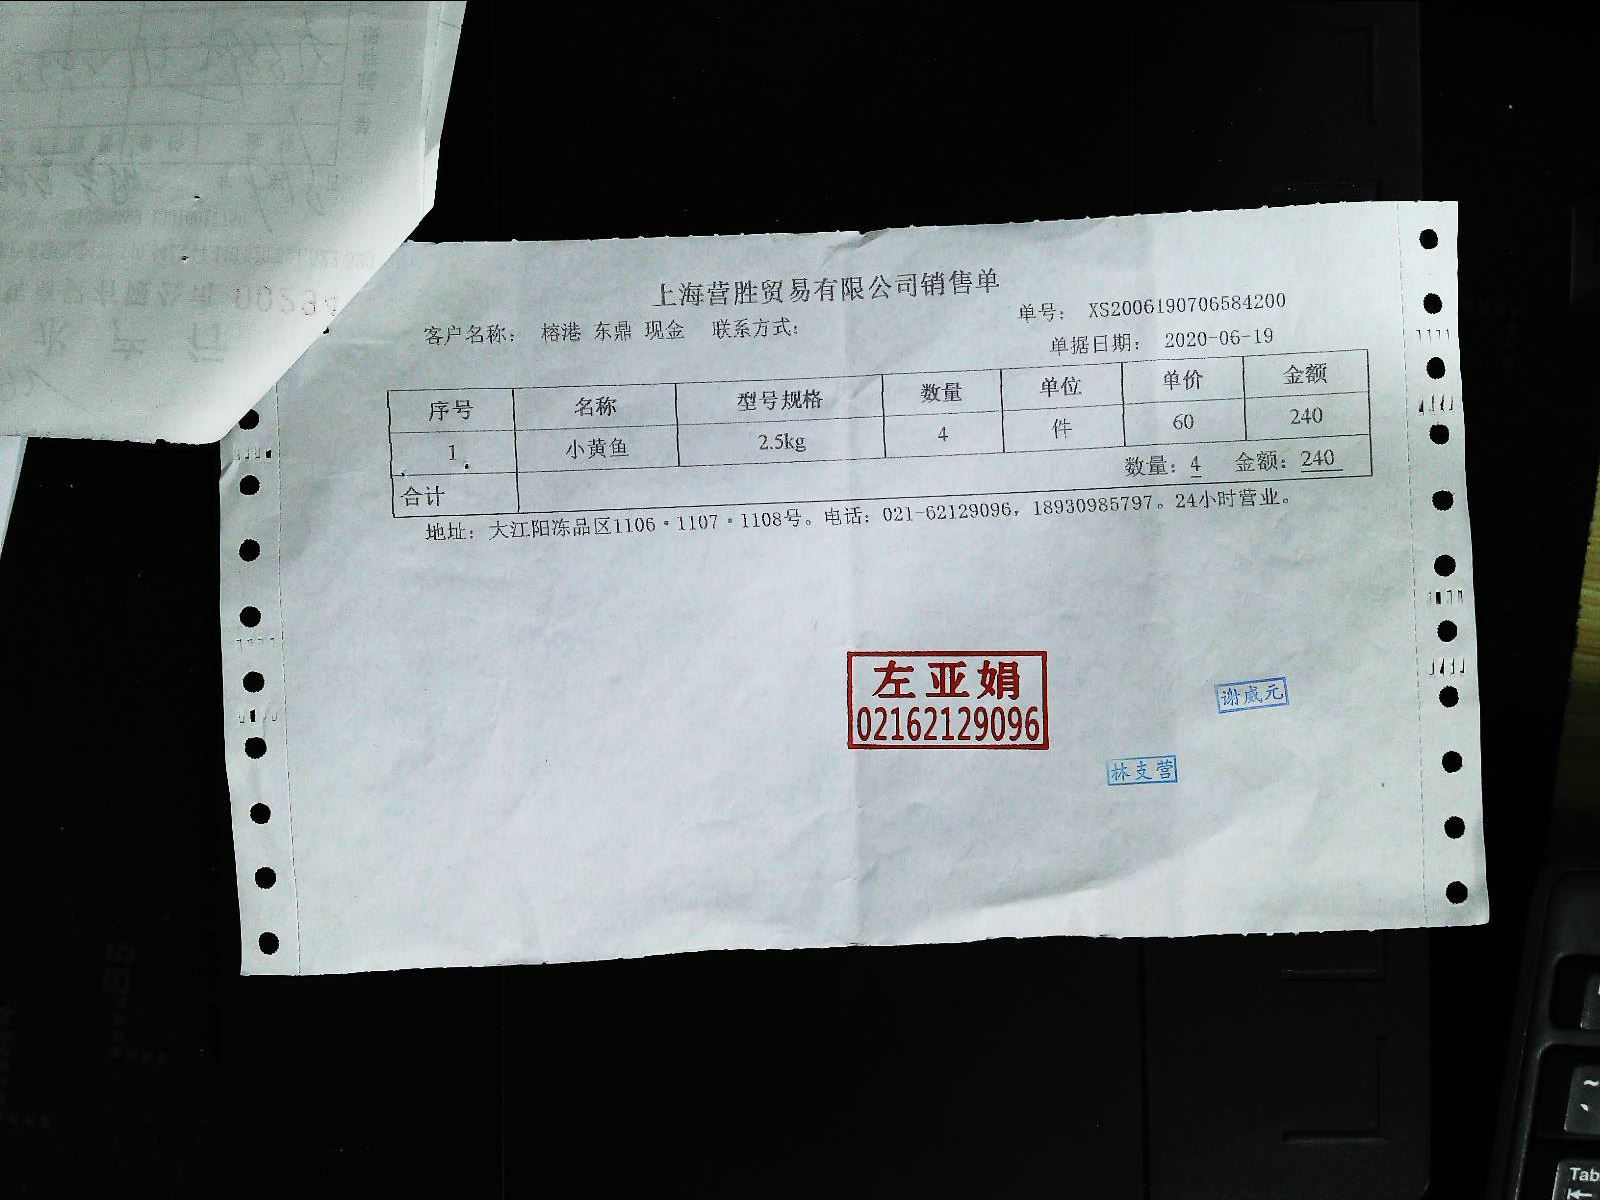 上海营胜贸易有限公司销售单
单号： XS2006190706584200
客户名称： 榕港 东鼎 现金 联系方式：
单据日期： 2020-06-19
序号 名称 型号规格 数量 单位 单价 金额
1 小黄鱼 2.5kg 4 件 60 240
合计 数量：4 金额：240
地址：大江阳冻品区1106·1107·1108号。电话：021-62129096，18930985797。24小时营业。
左亚娟
02162129096
谢威元
林支营
B5
Tab